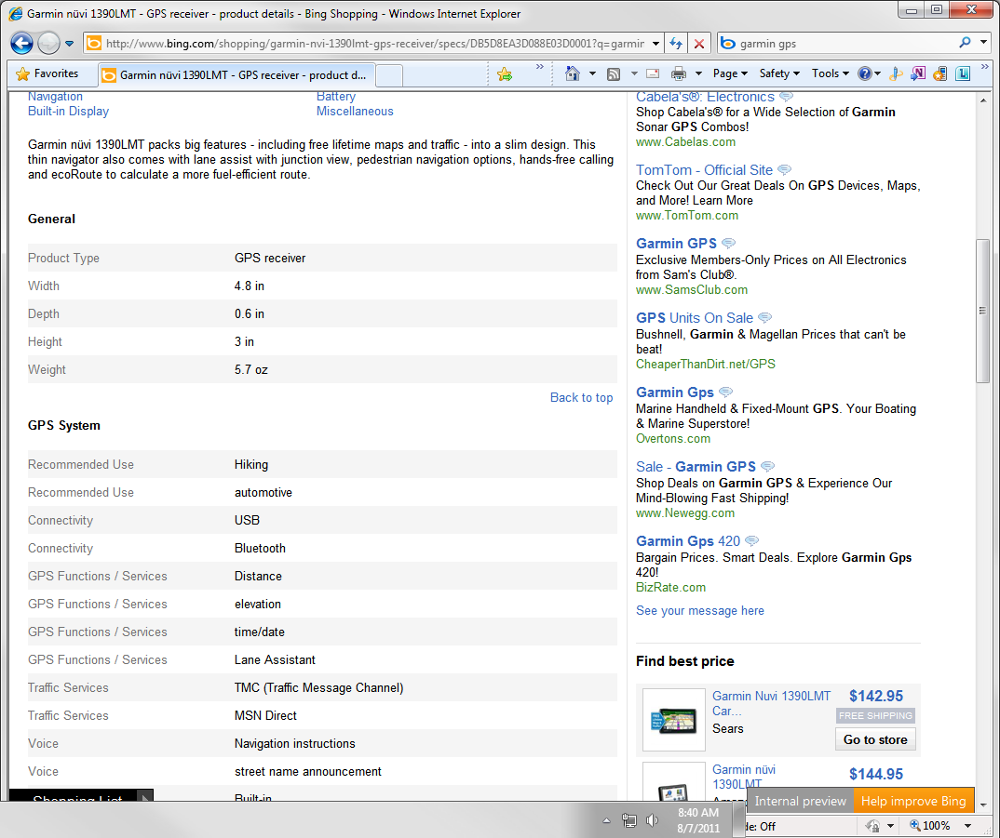 Garmin nüvi 1390LMT - GPS receiver - product details - Bing Shopping - Windows Internet Explorer
http://www.bing.com/shopping/garmin-nvi-1390lmt-gps-receiver/specs/DB5D8EA3D088E03D0001?q=garmin
garmin gps
Favorites
Garmin nüvi 1390LMT - GPS receiver - product d...
Page
Safety
Tools
Navigation
Battery
Built-in Display
Miscellaneous
Garmin nüvi 1390LMT packs big features - including free lifetime maps and traffic - into a slim design. This
thin navigator also comes with lane assist with junction view, pedestrian navigation options, hands-free calling
and ecoRoute to calculate a more fuel-efficient route.
General
Product Type GPS receiver
Width 4.8 in
Depth 0.6 in
Height 3 in
Weight 5.7 oz
Back to top
GPS System
Recommended Use Hiking
Recommended Use automotive
Connectivity USB
Connectivity Bluetooth
GPS Functions / Services Distance
GPS Functions / Services elevation
GPS Functions / Services time/date
GPS Functions / Services Lane Assistant
Traffic Services TMC (Traffic Message Channel)
Traffic Services MSN Direct
Voice Navigation instructions
Voice street name announcement
Built-in
Shopping List
Cabela's®: Electronics
Shop Cabela's® for a Wide Selection of Garmin
Sonar GPS Combos!
www.Cabelas.com
TomTom - Official Site
Check Out Our Great Deals On GPS Devices, Maps,
and More! Learn More
www.TomTom.com
Garmin GPS
Exclusive Members-Only Prices on All Electronics
from Sam's Club®.
www.SamsClub.com
GPS Units On Sale
Bushnell, Garmin & Magellan Prices that can't be
beat!
CheaperThanDirt.net/GPS
Garmin Gps
Marine Handheld & Fixed-Mount GPS. Your Boating
& Marine Superstore!
Overtons.com
Sale - Garmin GPS
Shop Deals on Garmin GPS & Experience Our
Mind-Blowing Fast Shipping!
www.Newegg.com
Garmin Gps 420
Bargain Prices. Smart Deals. Explore Garmin Gps
420!
BizRate.com
See your message here
Find best price
Garmin Nuvi 1390LMT
Car...
Sears
$142.95
FREE SHIPPING
Go to store
Garmin nüvi
1390LMT
$144.95
Internal preview
Help improve Bing
8:40 AM
8/7/2011
de: Off
100%